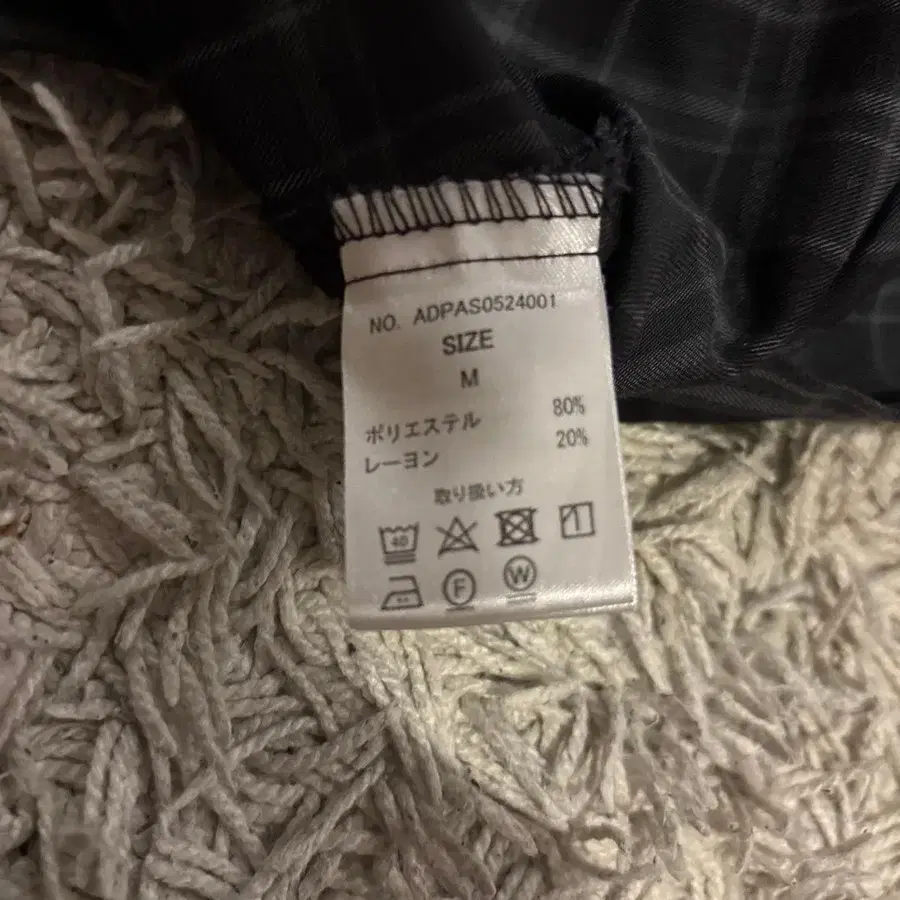 NO. ADPAS0524001
SIZE
M
ポリエステル 80%
レーヨン 20%
取り扱い方
40
F W